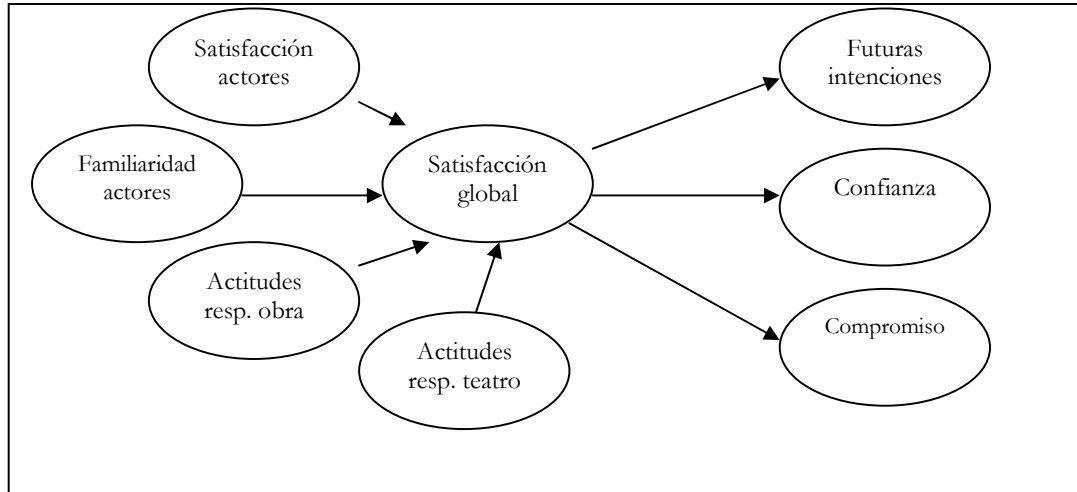 Satisfacción
actores
Familiaridad
actores
Actitudes
resp. obra
Actitudes
resp. teatro
Satisfacción
global
Futuras
intenciones
Confianza
Compromiso